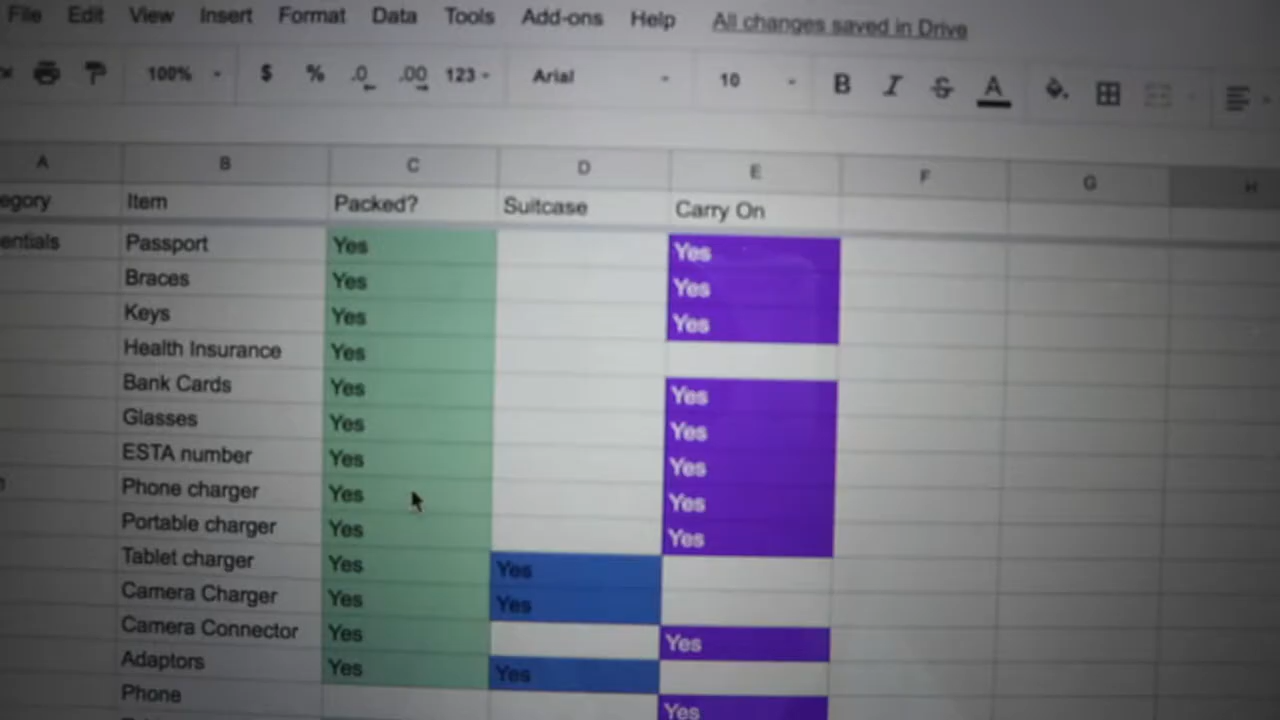 File Edit View Insert Format Data Tools Add-ons Help All changes saved in Drive
100% $ % .0 .00 123 Arial 10 B I S A
A B C D E F G H
egory Item Packed? Suitcase Carry On
entials Passport Yes Yes
Braces Yes Yes
Keys Yes Yes
Health Insurance Yes
Bank Cards Yes Yes
Glasses Yes Yes
ESTA number Yes Yes
Phone charger Yes Yes
Portable charger Yes Yes
Tablet charger Yes Yes
Camera Charger Yes Yes
Camera Connector Yes Yes
Adaptors Yes Yes
Phone Yes